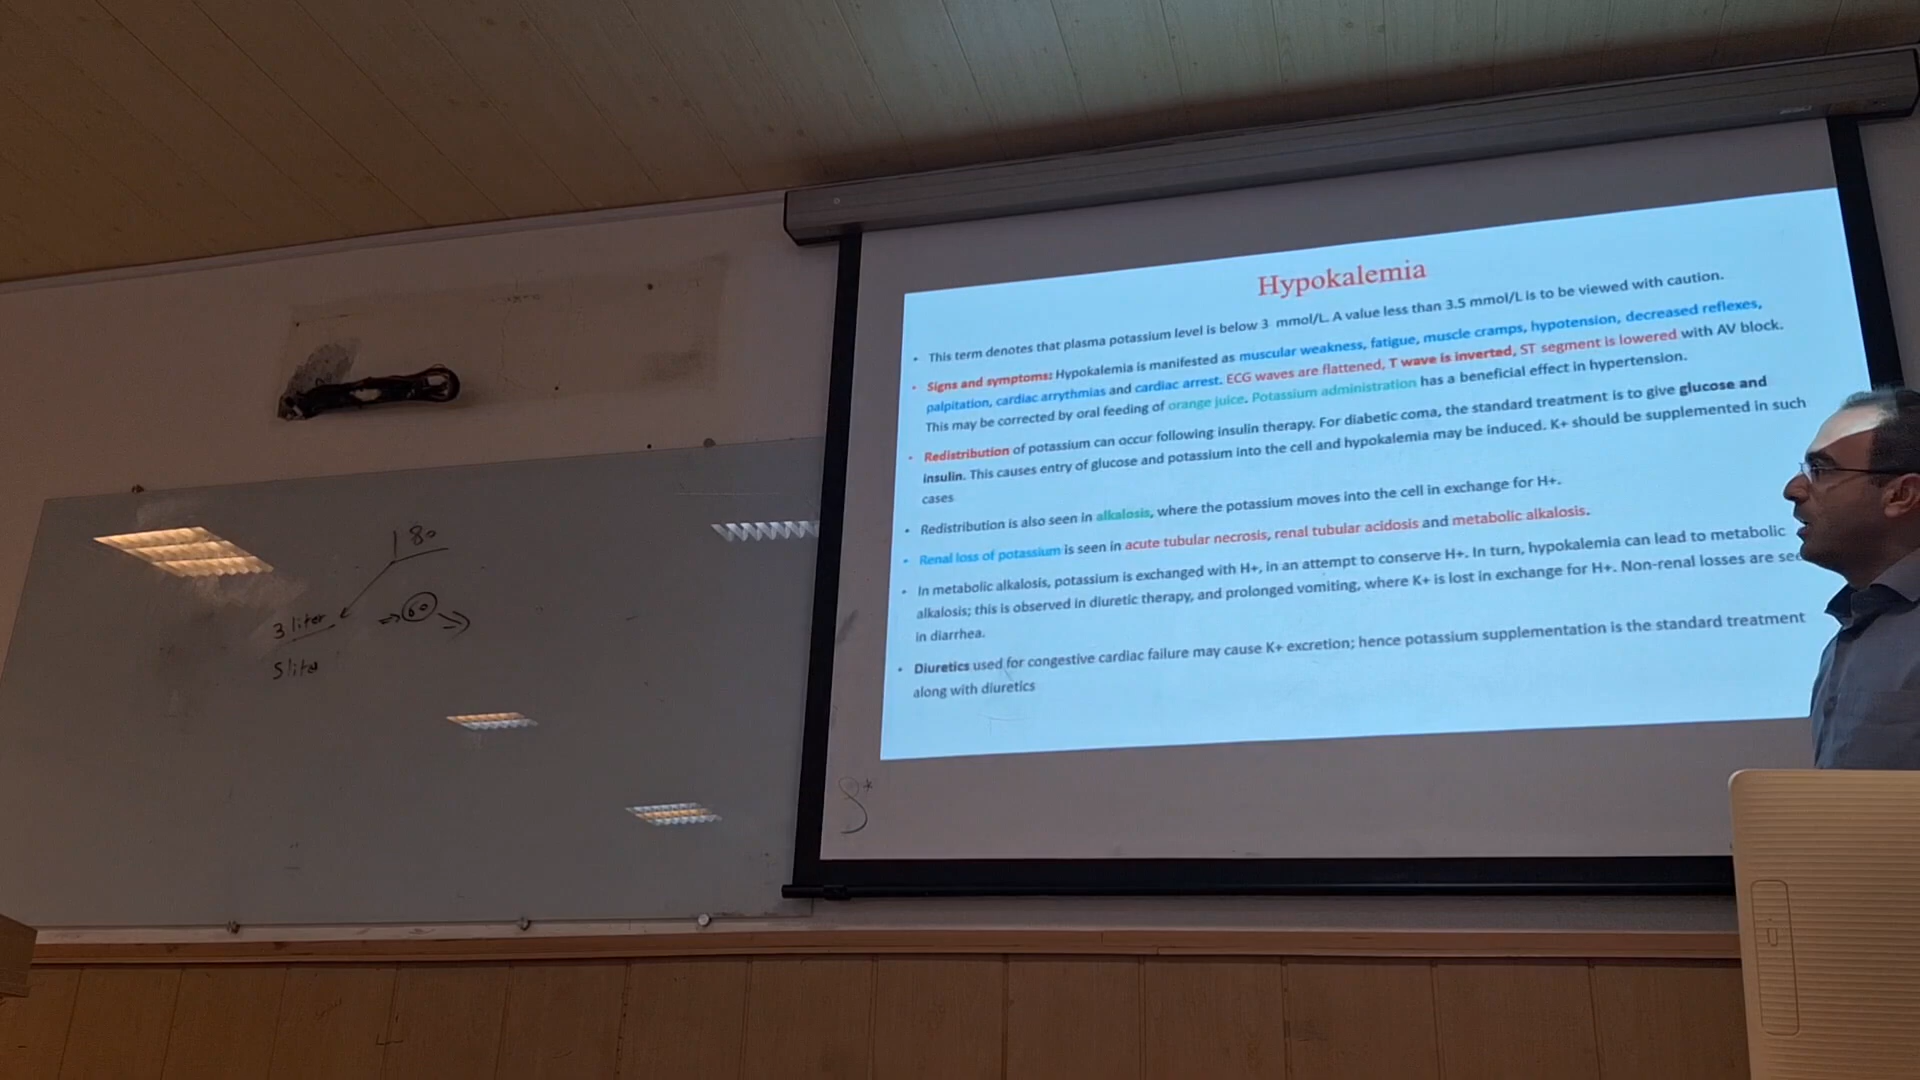 Hypokalemia
• This term denotes that plasma potassium level is below 3 mmol/L. A value less than 3.5 mmol/L is to be viewed with caution.
• Signs and symptoms: Hypokalemia is manifested as muscular weakness, fatigue, muscle cramps, hypotension, decreased reflexes,
palpitation, cardiac arrythmias and cardiac arrest. ECG waves are flattened, T wave is inverted, ST segment is lowered with AV block.
This may be corrected by oral feeding of orange juice. Potassium administration has a beneficial effect in hypertension.
• Redistribution of potassium can occur following insulin therapy. For diabetic coma, the standard treatment is to give glucose and
insulin. This causes entry of glucose and potassium into the cell and hypokalemia may be induced. K+ should be supplemented in such
cases
• Redistribution is also seen in alkalosis, where the potassium moves into the cell in exchange for H+.
• Renal loss of potassium is seen in acute tubular necrosis, renal tubular acidosis and metabolic alkalosis.
• In metabolic alkalosis, potassium is exchanged with H+, in an attempt to conserve H+. In turn, hypokalemia can lead to metabolic
alkalosis; this is observed in diuretic therapy, and prolonged vomiting, where K+ is lost in exchange for H+. Non-renal losses are see
in diarrhea.
• Diuretics used for congestive cardiac failure may cause K+ excretion; hence potassium supplementation is the standard treatment
along with diuretics
180
3 liter
60
5 liter